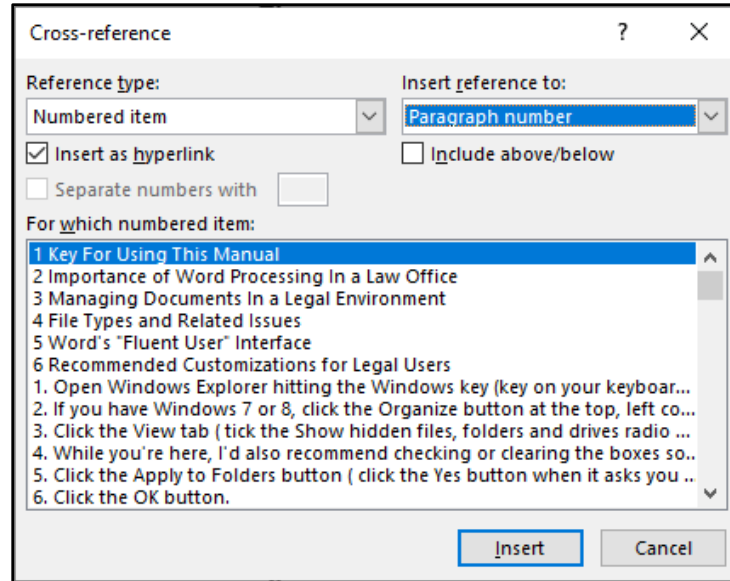 Cross-reference
Reference type:
Insert reference to:
Numbered item
Paragraph number
Insert as hyperlink
Include above/below
Separate numbers with
For which numbered item:
1 Key For Using This Manual
2 Importance of Word Processing In a Law Office
3 Managing Documents In a Legal Environment
4 File Types and Related Issues
5 Word's "Fluent User" Interface
6 Recommended Customizations for Legal Users
1. Open Windows Explorer hitting the Windows key (key on your keyboar...
2. If you have Windows 7 or 8, click the Organize button at the top, left co...
3. Click the View tab ( tick the Show hidden files, folders and drives radio ...
4. While you're here, I'd also recommend checking or clearing the boxes so...
5. Click the Apply to Folders button ( click the Yes button when it asks you ...
6. Click the OK button.
Insert
Cancel